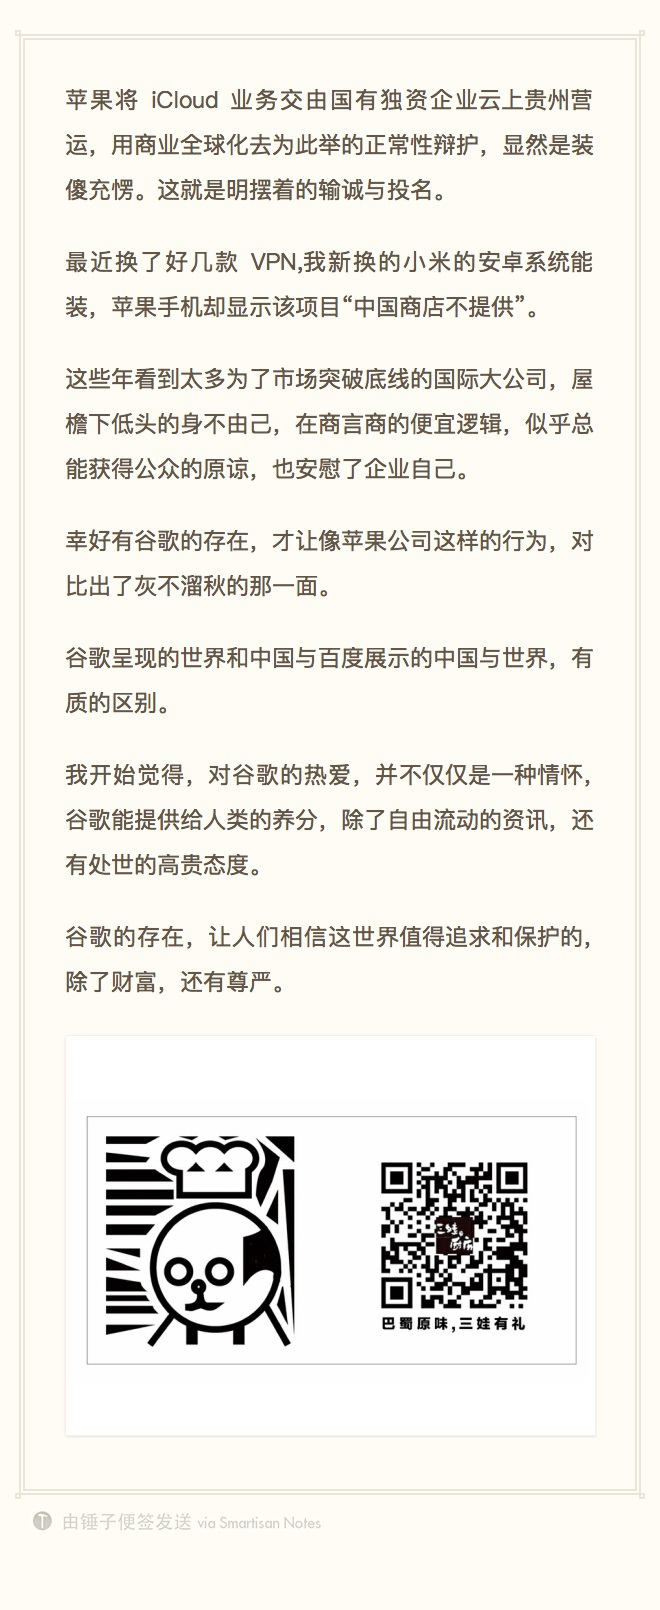 苹果将 iCloud 业务交由国有独资企业云上贵州营
运，用商业全球化去为此举的正常性辩护，显然是装
傻充愣。这就是明摆着的输诚与投名。
最近换了好几款 VPN,我新换的小米的安卓系统能
装，苹果手机却显示该项目“中国商店不提供”。
这些年看到太多为了市场突破底线的国际大公司，屋
檐下低头的身不由己，在商言商的便宜逻辑，似乎总
能获得公众的原谅，也安慰了企业自己。
幸好有谷歌的存在，才让像苹果公司这样的行为，对
比出了灰不溜秋的那一面。
谷歌呈现的世界和中国与百度展示的中国与世界，有
质的区别。
我开始觉得，对谷歌的热爱，并不仅仅是一种情怀，
谷歌能提供给人类的养分，除了自由流动的资讯，还
有处世的高贵态度。
谷歌的存在，让人们相信这世界值得追求和保护的，
除了财富，还有尊严。
巴蜀原味,三娃有礼
T 由锤子便签发送 via Smartisan Notes